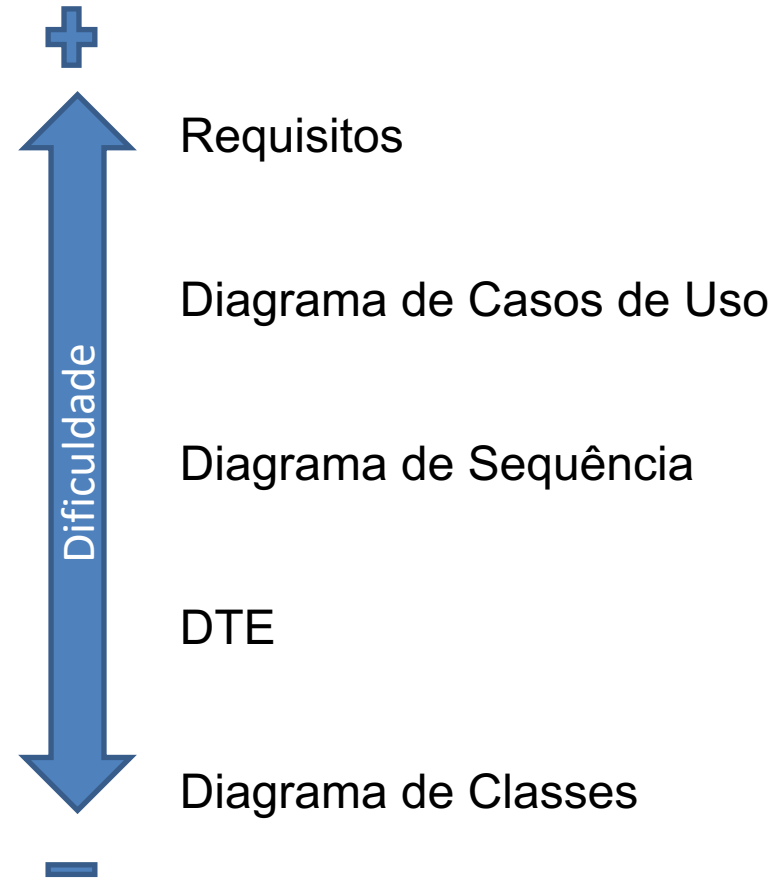 Requisitos
Diagrama de Casos de Uso
Dificuldade
Diagrama de Sequência
DTE
Diagrama de Classes